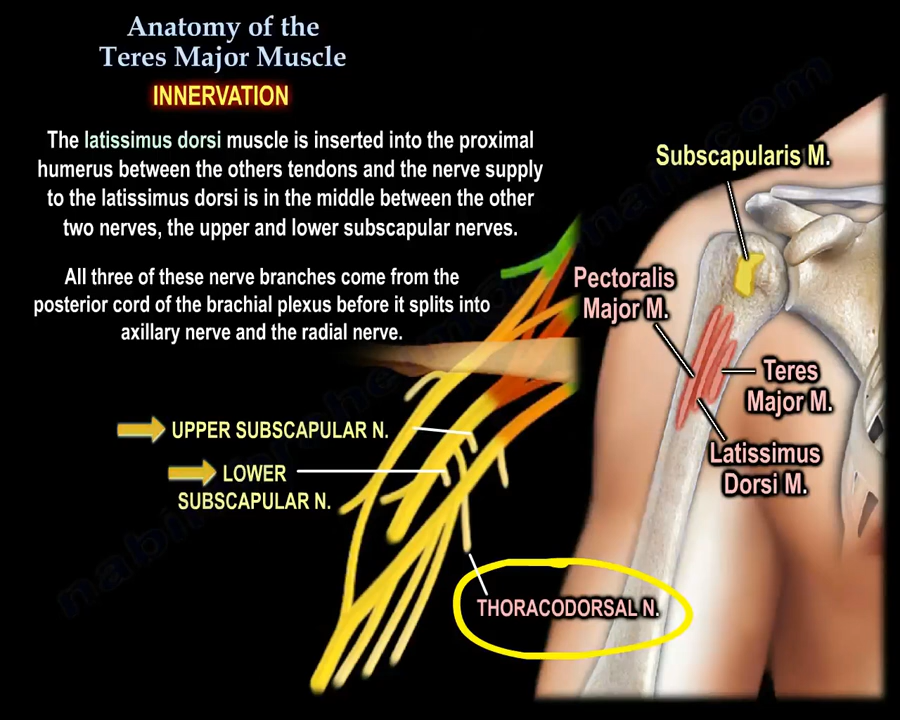 Anatomy of the
Teres Major Muscle
INNERVATION
The latissimus dorsi muscle is inserted into the proximal
humerus between the others tendons and the nerve supply
to the latissimus dorsi is in the middle between the other
two nerves, the upper and lower subscapular nerves.
All three of these nerve branches come from the
posterior cord of the brachial plexus before it splits into
axillary nerve and the radial nerve.
UPPER SUBSCAPULAR N.
LOWER
SUBSCAPULAR N.
THORACODORSAL N.
Subscapularis M.
Pectoralis
Major M.
Teres
Major M.
Latissimus
Dorsi M.